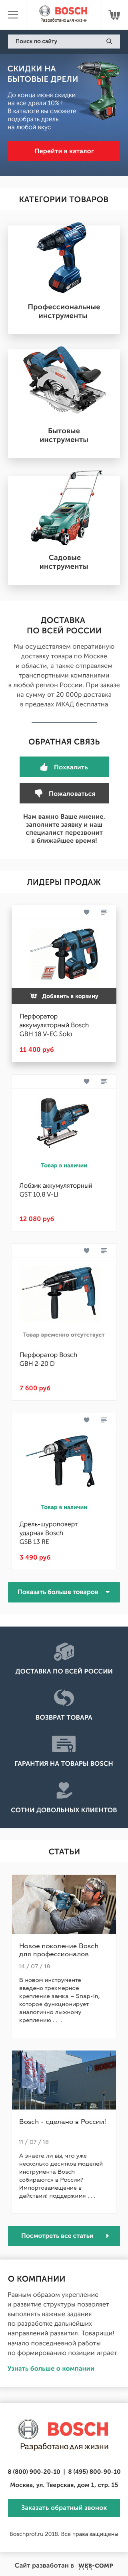 BOSCH
Разработано для жизни
Поиск по сайту
СКИДКИ НА
БЫТОВЫЕ ДРЕЛИ
До конца июня скидки
на все дрели 10% !
В каталоге вы сможете
подобрать дрель
на любой вкус
Перейти в каталог
КАТЕГОРИИ ТОВАРОВ
Профессиональные
инструменты
Бытовые
инструменты
Садовые
инструменты
ДОСТАВКА
ПО ВСЕЙ РОССИИ
Мы осуществляем оперативную
доставку товара по Москве
и области, а также отправляем
транспортными компаниями
в любой регион России. При заказе
на сумму от 20 000р доставка
в пределах МКАД бесплатно
ОБРАТНАЯ СВЯЗЬ
Похвалить
Пожаловаться
Нам важно Ваше мнение,
заполните заявку и наш
специалист перезвонит
в ближайшее время!
ЛИДЕРЫ ПРОДАЖ
Добавить в корзину
Перфоратор
аккумуляторный Bosch
GBH 18 V-EC Solo
11 400 руб
Товар в наличии
Лобзик аккумуляторный
GST 10,8 V-LI
12 080 руб
Товар временно отсутствует
Перфоратор Bosch
GBH 2-20 D
7 600 руб
Товар в наличии
Дрель-шуроповерт
ударная Bosch
GSB 13 RE
3 490 руб
Показать больше товаров
ДОСТАВКА ПО ВСЕЙ РОССИИ
ВОЗВРАТ ТОВАРА
ГАРАНТИЯ НА ТОВАРЫ BOSCH
СОТНИ ДОВОЛЬНЫХ КЛИЕНТОВ
СТАТЬИ
Новое поколение Bosch
для профессионалов
14 / 07 / 18
В новом инструменте
введено трехмерное
крепление замка – Snap-In,
которое функционирует
аналогично лыжному
креплению . . .
Bosch - сделано в России!
11 / 07 / 18
А знаете ли вы, что уже
несколько десятков моделей
инструмента Bosch
собираются в России?
Импортозамещение в
действии! поддержите . . .
Посмотреть все статьи
О КОМПАНИИ
Равным образом укрепление
и развитие структуры позволяет
выполнять важные задания
по разработке дальнейших
направлений развития. Товарищи!
начало повседневной работы
по формированию позиции играет
Узнать больше о компании
BOSCH
Разработано для жизни
8 (800) 900-20-10 | 8 (495) 800-90-10
Москва, ул. Тверская, дом 1, стр. 15
Заказать обратный звонок
Boschprof.ru 2018. Все права защищены
Сайт разработан в WEB-COMP